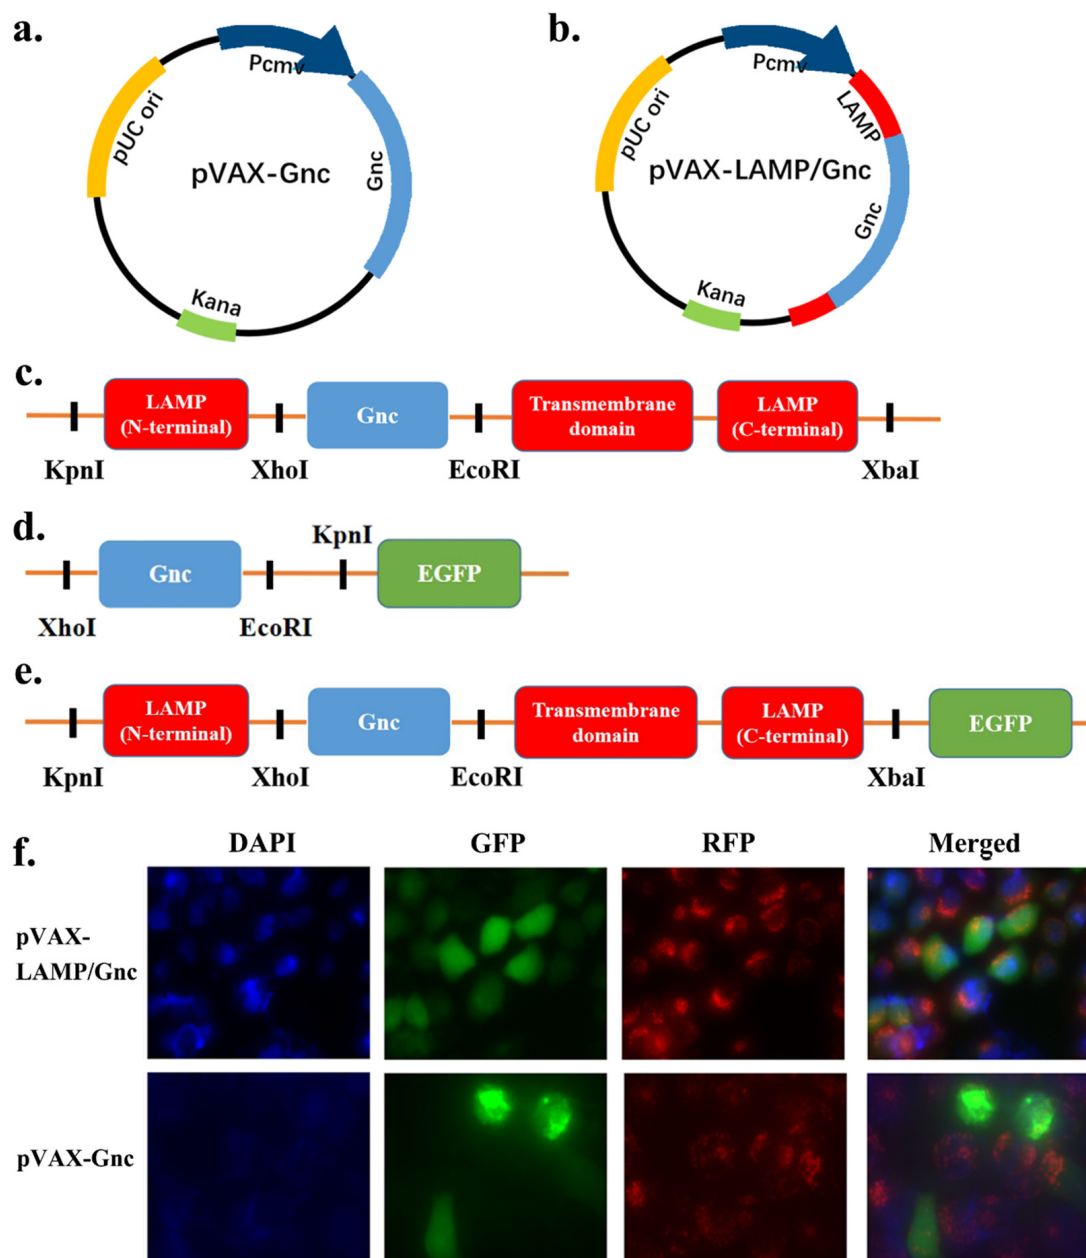 a.
Pcmv
pUC ori
pVAX-Gnc
Gnc
Kana
b.
Pcmv
pUC ori
LAMP
pVAX-LAMP/Gnc
Gnc
Kana
c.
LAMP
(N-terminal)
Gnc
Transmembrane
domain
LAMP
(C-terminal)
KpnI
XhoI
EcoRI
XbaI
d.
KpnI
Gnc
EGFP
XhoI
EcoRI
e.
LAMP
(N-terminal)
Gnc
Transmembrane
domain
LAMP
(C-terminal)
EGFP
KpnI
XhoI
EcoRI
XbaI
f.
DAPI
GFP
RFP
Merged
pVAX-
LAMP/Gnc
pVAX-Gnc